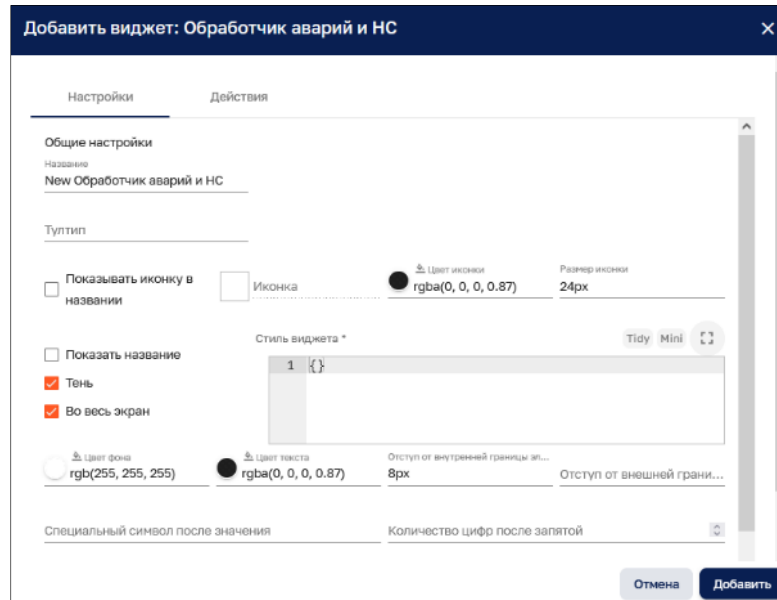 Добавить виджет: Обработчик аварий и НС
Настройки
Действия
Общие настройки
Название
New Обработчик аварий и НС
Тултип
Показывать иконку в
названии
Иконка
Цвет иконки
rgba(0, 0, 0, 0.87)
Размер иконки
24px
Показать название
Тень
Во весь экран
Стиль виджета *
Tidy Mini
1 {}
Цвет фона
rgb(255, 255, 255)
Цвет текста
rgba(0, 0, 0, 0.87)
Отступ от внутренней границы эл...
8px
Отступ от внешней грани...
Специальный символ после значения
Количество цифр после запятой
Отмена
Добавить